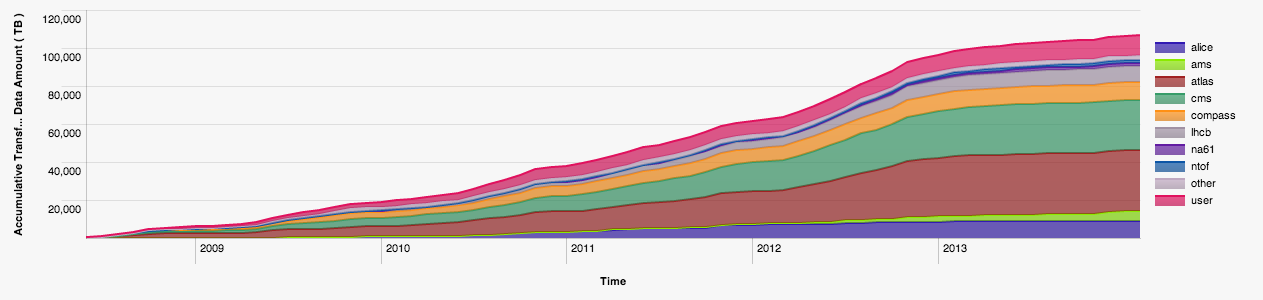 Accumulative Transf... Data Amount ( TB )
120,000
100,000
80,000
60,000
40,000
20,000
2009 2010 2011 2012 2013
Time
alice
ams
atlas
cms
compass
lhcb
na61
ntof
other
user